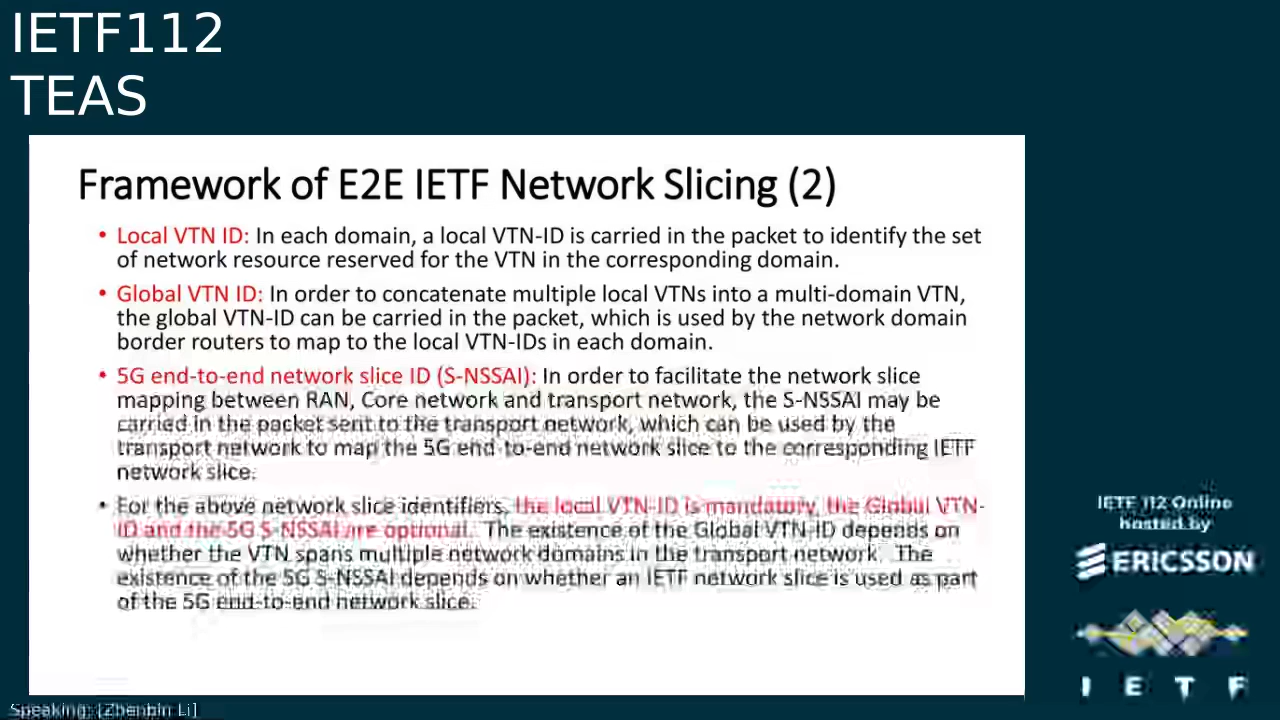 IETF112
TEAS
Framework of E2E IETF Network Slicing (2)
• Local VTN ID: In each domain, a local VTN-ID is carried in the packet to identify the set
of network resource reserved for the VTN in the corresponding domain.
• Global VTN ID: In order to concatenate multiple local VTNs into a multi-domain VTN,
the global VTN-ID can be carried in the packet, which is used by the network domain
border routers to map to the local VTN-IDs in each domain.
• 5G end-to-end network slice ID (S-NSSAI): In order to facilitate the network slice
mapping between RAN, Core network and transport network, the S-NSSAI may be
carried in the packet sent to the transport network, which can be used by the
transport network to map the 5G end-to-end network slice to the corresponding IETF
network slice.
• For the above network slice identifiers, the local VTN-ID is mandatory, the Global VTN-
ID and the 5G S-NSSAI are optional. The existence of the Global VTN-ID depends on
whether the VTN spans multiple network domains in the transport network. The
existence of the 5G S-NSSAI depends on whether an IETF network slice is used as part
of the 5G end-to-end network slice.
IETF 112 Online
hosted by
ERICSSON
I E T F
Speaking: [Zhenbin Li]